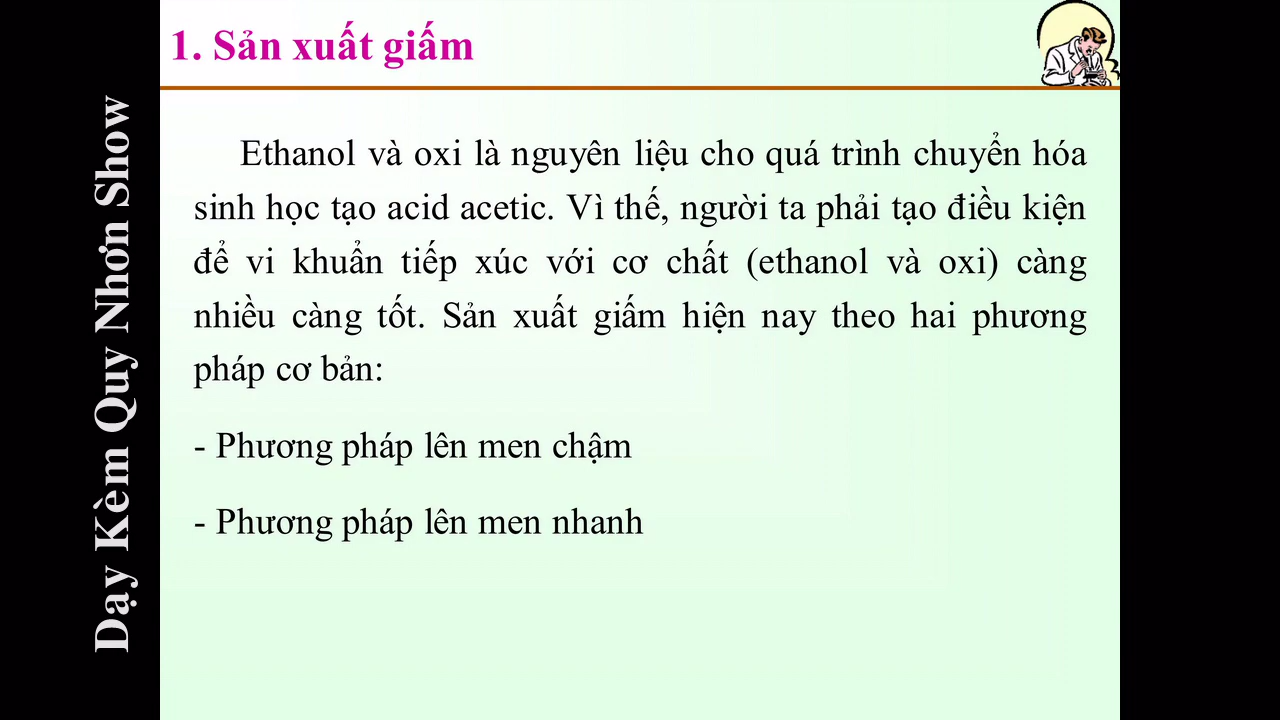 1. Sản xuất giấm
Ethanol và oxi là nguyên liệu cho quá trình chuyển hóa
sinh học tạo acid acetic. Vì thế, người ta phải tạo điều kiện
để vi khuẩn tiếp xúc với cơ chất (ethanol và oxi) càng
nhiều càng tốt. Sản xuất giấm hiện nay theo hai phương
pháp cơ bản:
- Phương pháp lên men chậm
- Phương pháp lên men nhanh
Dạy Kèm Quy Nhơn Show